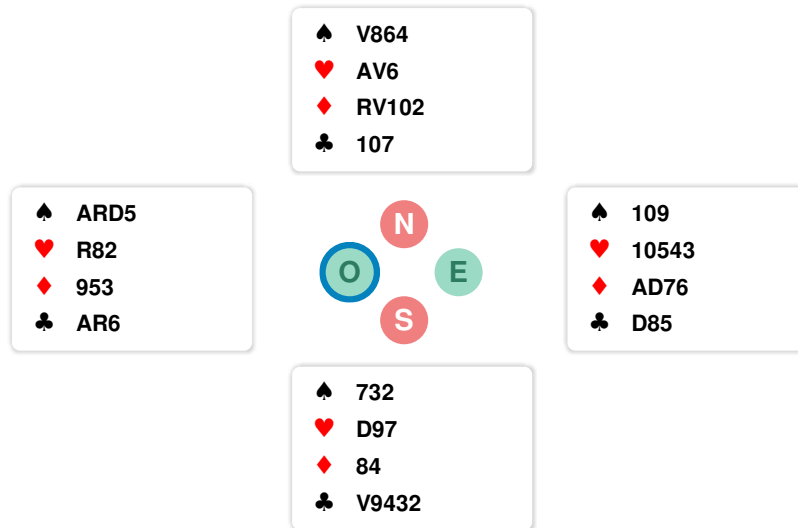 ♠ V864
♥ AV6
♦ RV102
♣ 107
♠ ARD5
♥ R82
♦ 953
♣ AR6
N
O E
S
♠ 109
♥ 10543
♦ AD76
♣ D85
♠ 732
♥ D97
♦ 84
♣ V9432